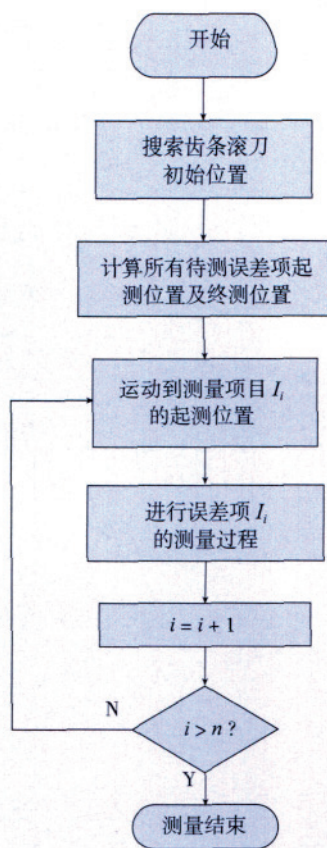 开始
搜索齿条滚刀
初始位置
计算所有待测误差项起
测位置及终测位置
运动到测量项目 Iᵢ
的起测位置
进行误差项 Iᵢ
的测量过程
i = i + 1
N
i > n ?
Y
测量结束